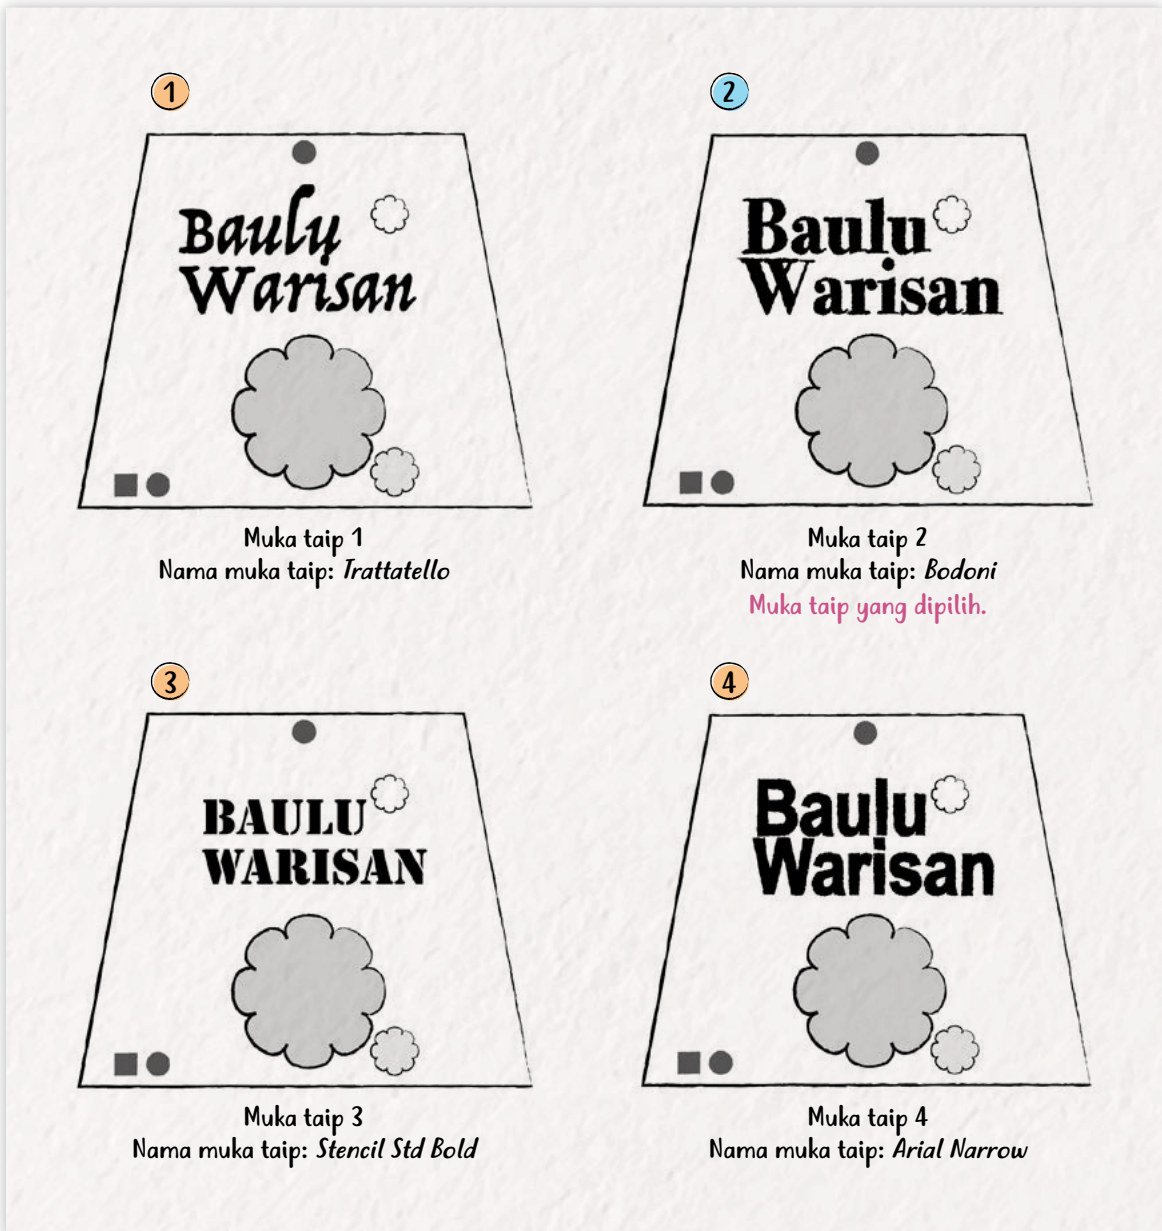 1
Baulu
Warisan
Muka taip 1
Nama muka taip: Trattatello
2
Baulu
Warisan
Muka taip 2
Nama muka taip: Bodoni
Muka taip yang dipilih.
3
BAULU
WARISAN
Muka taip 3
Nama muka taip: Stencil Std Bold
4
Baulu
Warisan
Muka taip 4
Nama muka taip: Arial Narrow